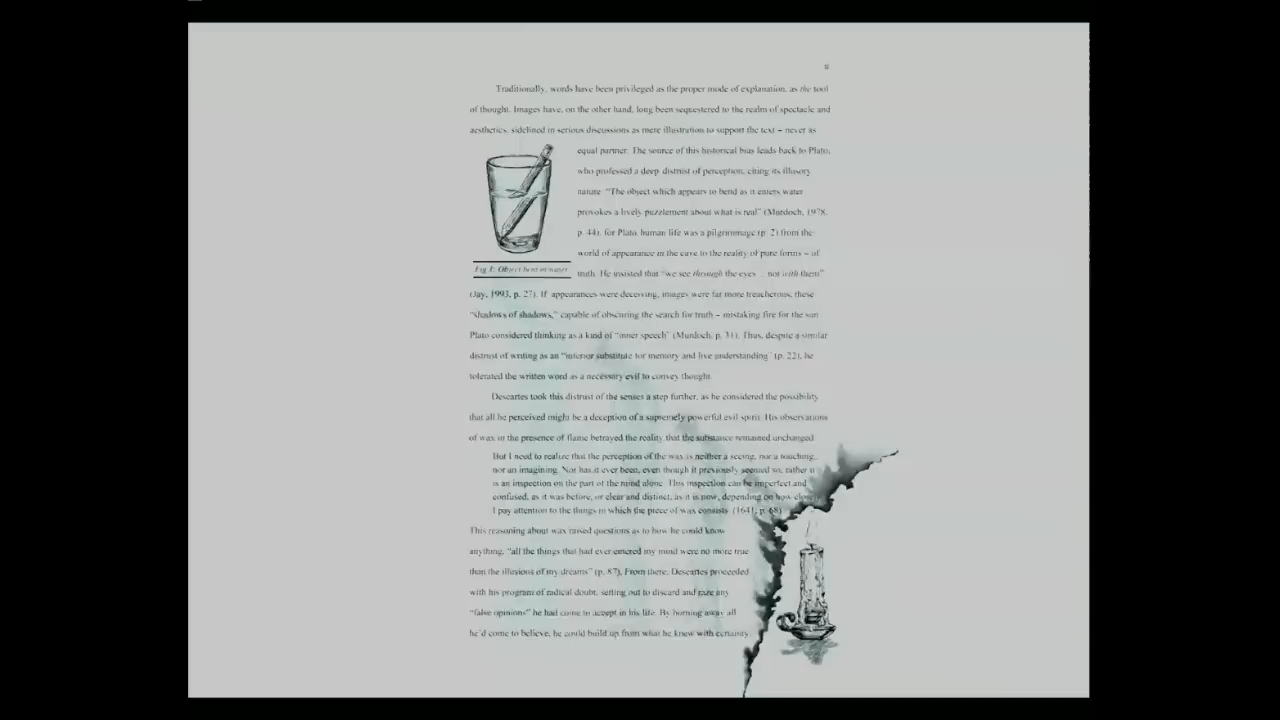 Traditionally, words have been privileged as the proper mode of explanation, as the tool
of thought. Images have, on the other hand, long been sequestered to the realm of spectacle and
aesthetics, sidelined in serious discussions as mere illustration to support the text – never as
equal partner. The source of this historical bias leads back to Plato,
who professed a deep distrust of perception, citing its illusory
nature. "The object which appears to bend as it enters water
provokes a lively puzzlement about what is real" (Murdoch, 1978,
p. 44). for Plato, human life was a pilgrimmage (p. 2) from the
world of appearance in the cave to the reality of pure forms – of
Fig 1: Object bent in water
truth. He insisted that "we see through the eyes ... not with them"
(Jay, 1993, p. 27). If appearances were deceiving, images were far more treacherous, these
"shadows of shadows," capable of obscuring the search for truth – mistaking fire for the sun.
Plato considered thinking as a kind of "inner speech" (Murdoch, p. 31). Thus, despite a similar
distrust of writing as an "inferior substitute for memory and live understanding" (p. 22), he
tolerated the written word as a necessary evil to convey thought.
Descartes took this distrust of the senses a step further, as he considered the possibility
that all he perceived might be a deception of a supremely powerful evil spirit. His observations
of wax in the presence of flame betrayed the reality that the substance remained unchanged
But I need to realize that the perception of the wax is neither a seeing, nor a touching,
nor an imagining. Nor has it ever been, even though it previously seemed so, rather it
is an inspection on the part of the mind alone. This inspection can be imperfect and
confused, as it was before, or clear and distinct, as it is now, depending on how closely
I pay attention to the things in which the piece of wax consists. (1641, p. 68)
This reasoning about wax raised questions as to how he could know
anything, "all the things that had ever entered my mind were no more true
than the illusions of my dreams" (p. 87). From there, Descartes proceeded
with his program of radical doubt, setting out to discard and raze any
"false opinions" he had come to accept in his life. By burning away all
he'd come to believe, he could build up from what he knew with certainty.